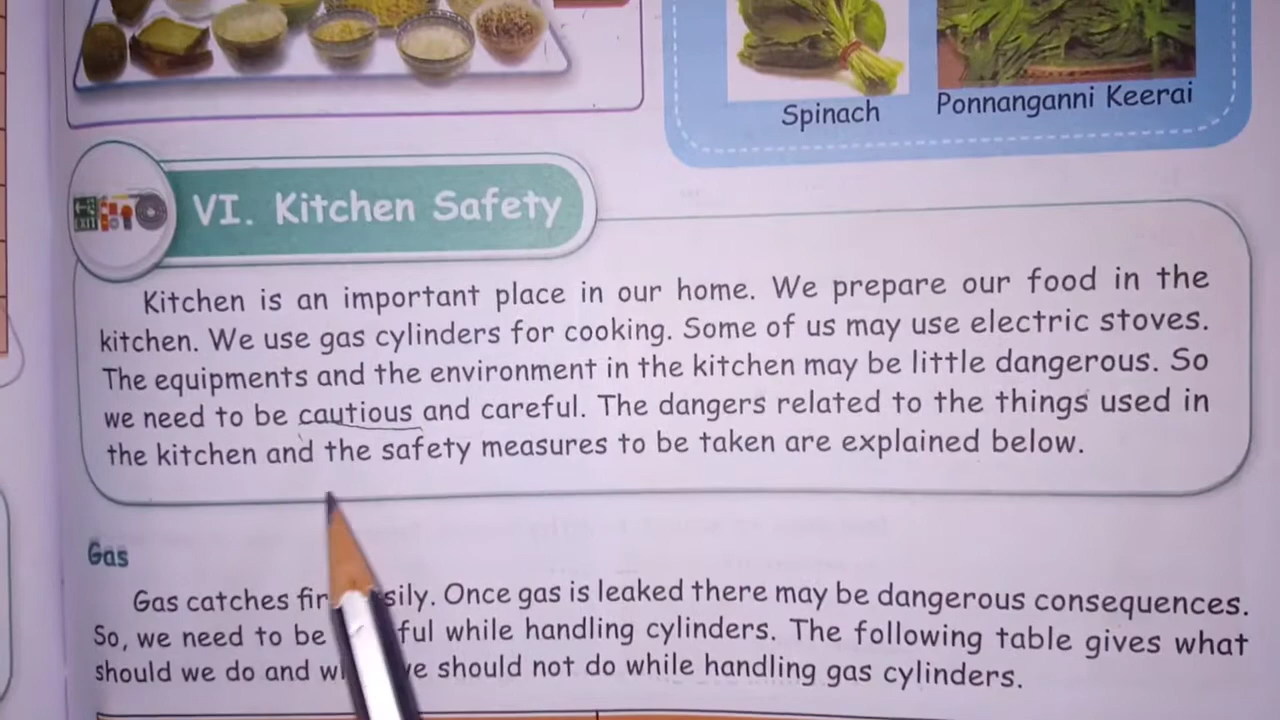 Spinach
Ponnanganni Keerai
EXIT
VI. Kitchen Safety
Kitchen is an important place in our home. We prepare our food in the
kitchen. We use gas cylinders for cooking. Some of us may use electric stoves.
The equipments and the environment in the kitchen may be little dangerous. So
we need to be cautious and careful. The dangers related to the things used in
the kitchen and the safety measures to be taken are explained below.
Gas
Gas catches easily. Once gas is leaked there may be dangerous consequences.
So, we need to be while handling cylinders. The following table gives what
should we do and we should not do while handling gas cylinders.